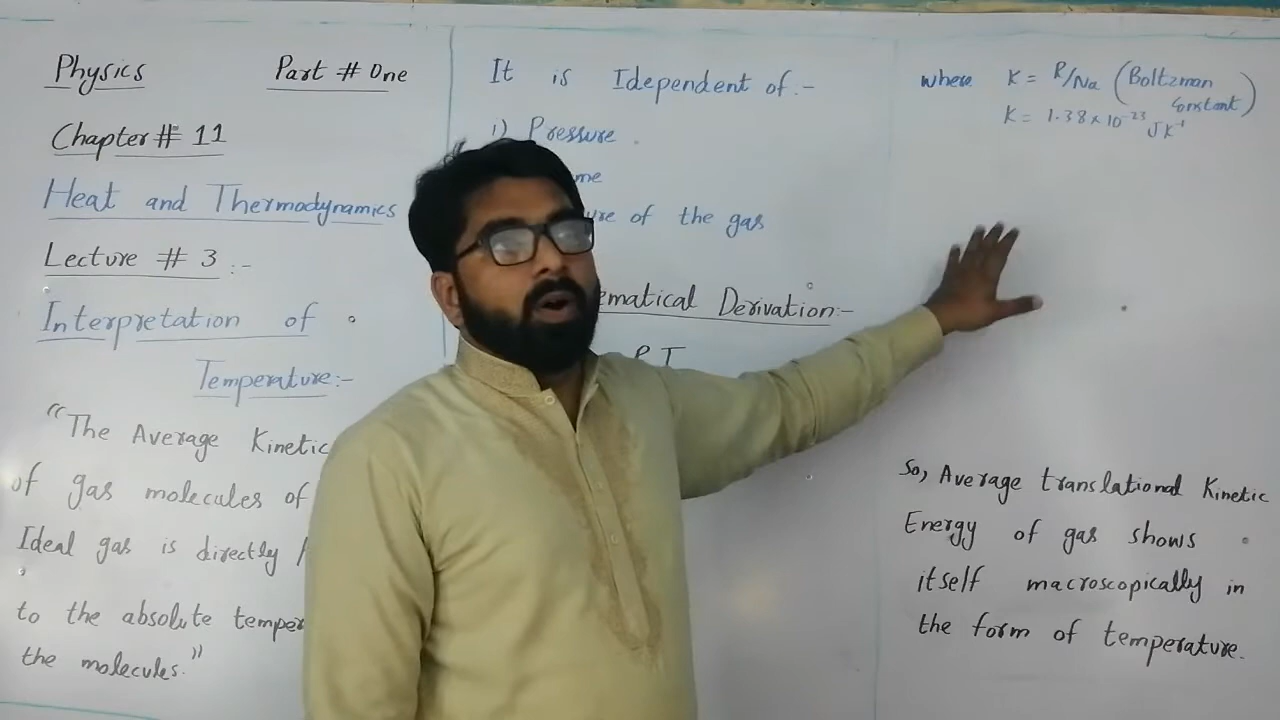 Physics Part # One
Chapter # 11
Heat and Thermodynamics
Lecture # 3 :-
Interpretation of
Temperature:-
"The Average Kinetic
of gas molecules of
Ideal gas is directly
to the absolute temper
the molecules."
It is Idependent of :-
1) Pressure
me
ure of the gas
ematical Derivation:-
P I
where K = R/Na (Boltzman
Constant)
K = 1.38 × 10⁻²³ JK⁻¹
So, Average translational Kinetic
Energy of gas shows
itself macroscopically in
the form of temperature.